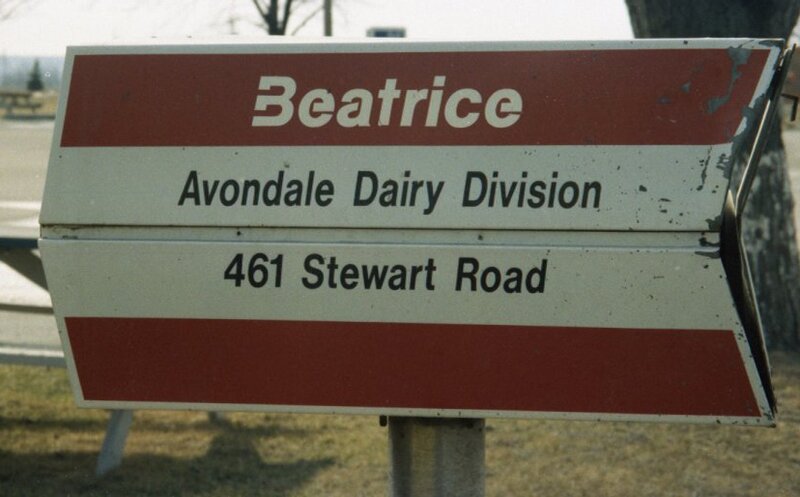 Beatrice
Avondale Dairy Division
461 Stewart Road